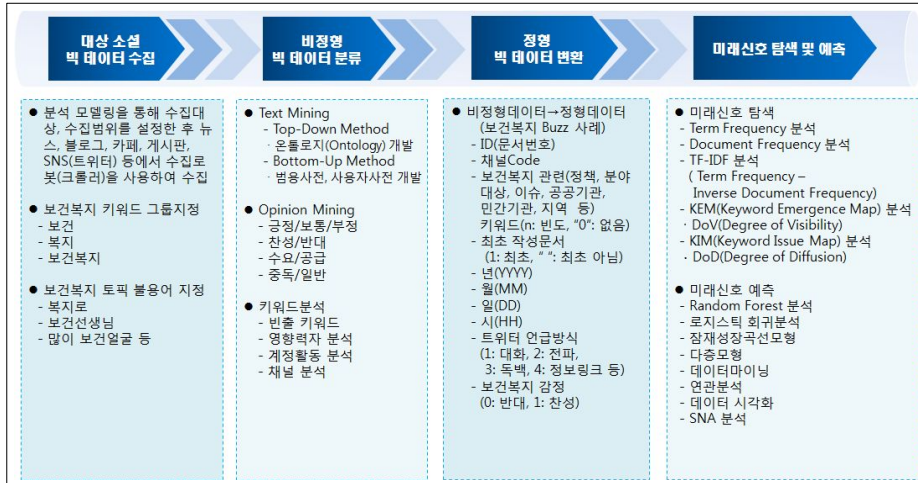 대상 소셜
빅 데이터 수집
비정형
빅 데이터 분류
정형
빅 데이터 변환
미래신호 탐색 및 예측
● 분석 모델링을 통해 수집대
상, 수집범위를 설정한 후 뉴
스, 블로그, 카페, 게시판,
SNS(트위터) 등에서 수집로
봇(크롤러)을 사용하여 수집
● 보건복지 키워드 그룹지정
- 보건
- 복지
- 보건복지
● 보건복지 토픽 불용어 지정
- 복지로
- 보건선생님
- 많이 보건얼굴 등
● Text Mining
- Top-Down Method
· 온톨로지(Ontology) 개발
- Bottom-Up Method
· 범용사전, 사용자사전 개발
● Opinion Mining
- 긍정/보통/부정
- 찬성/반대
- 수요/공급
- 중독/일반
● 키워드분석
- 빈출 키워드
- 영향력자 분석
- 계정활동 분석
- 채널 분석
● 비정형데이터→정형데이터
(보건복지 Buzz 사례)
- ID(문서번호)
- 채널Code
- 보건복지 관련(정책, 분야
대상, 이슈, 공공기관,
민간기관, 지역 등)
키워드(n: 빈도, "0": 없음)
- 최초 작성문서
(1: 최초, " ": 최초 아님)
- 년(YYYY)
- 월(MM)
- 일(DD)
- 시(HH)
- 트위터 언급방식
(1: 대화, 2: 전파,
3: 독백, 4: 정보링크 등)
- 보건복지 감정
(0: 반대, 1: 찬성)
● 미래신호 탐색
- Term Frequency 분석
- Document Frequency 분석
- TF-IDF 분석
( Term Frequency –
Inverse Document Frequency)
- KEM(Keyword Emergence Map) 분석
· DoV(Degree of Visibility)
- KIM(Keyword Issue Map) 분석
· DoD(Degree of Diffusion)
● 미래신호 예측
- Random Forest 분석
- 로지스틱 회귀분석
- 잠재성장곡선모형
- 다층모형
- 데이터마이닝
- 연관분석
- 데이터 시각화
- SNA 분석